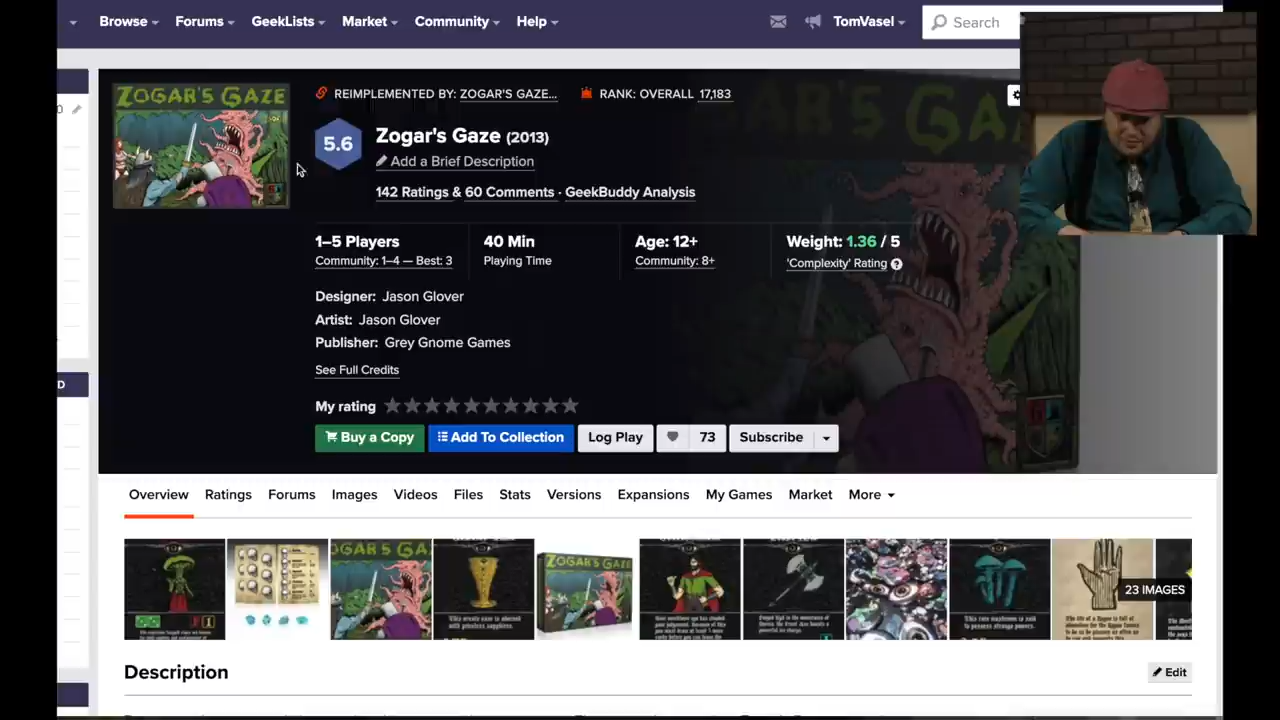 Browse Forums GeekLists Market Community Help TomVasel Search
ZOGAR'S GAZE
REIMPLEMENTED BY: ZOGAR'S GAZE... RANK: OVERALL 17,183
5.6
Zogar's Gaze (2013)
Add a Brief Description
142 Ratings & 60 Comments · GeekBuddy Analysis
1–5 Players 40 Min Age: 12+ Weight: 1.36 / 5
Community: 1–4 — Best: 3 Playing Time Community: 8+ 'Complexity' Rating ?
Designer: Jason Glover
Artist: Jason Glover
Publisher: Grey Gnome Games
See Full Credits
D
My rating
Buy a Copy Add To Collection Log Play 73 Subscribe
Overview Ratings Forums Images Videos Files Stats Versions Expansions My Games Market More
ZOGAR'S GAZE
23 IMAGES
Description Edit